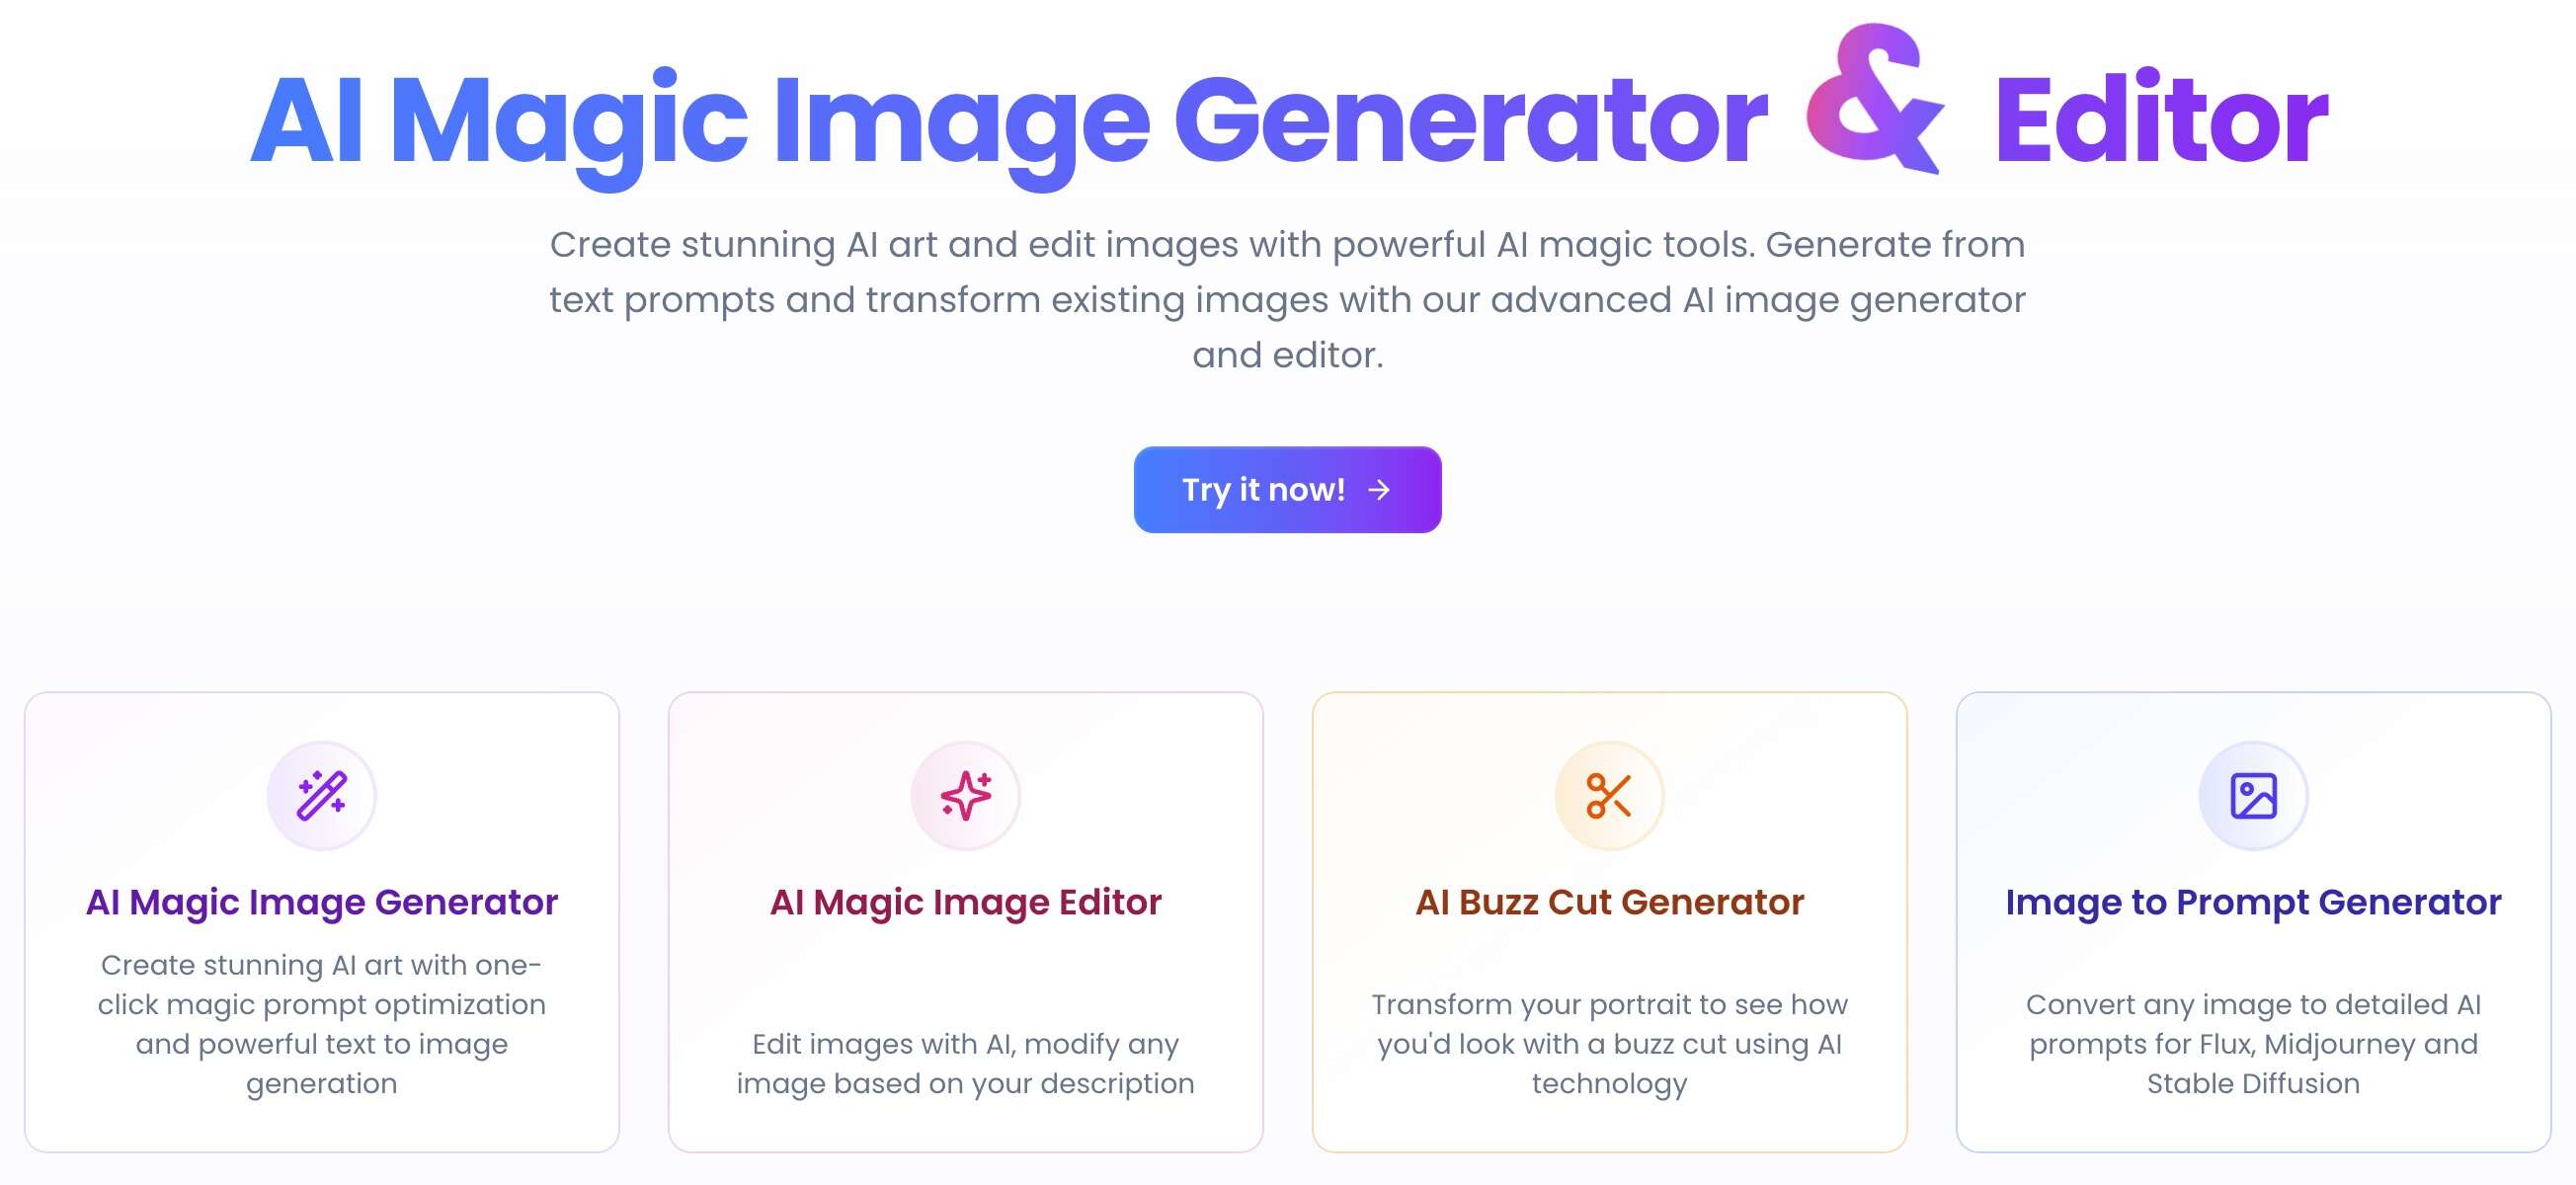 AI Magic Image Generator & Editor
Create stunning AI art and edit images with powerful AI magic tools. Generate from
text prompts and transform existing images with our advanced AI image generator
and editor.
Try it now!
AI Magic Image Generator
Create stunning AI art with one-
click magic prompt optimization
and powerful text to image
generation
AI Magic Image Editor
Edit images with AI, modify any
image based on your description
AI Buzz Cut Generator
Transform your portrait to see how
you'd look with a buzz cut using AI
technology
Image to Prompt Generator
Convert any image to detailed AI
prompts for Flux, Midjourney and
Stable Diffusion